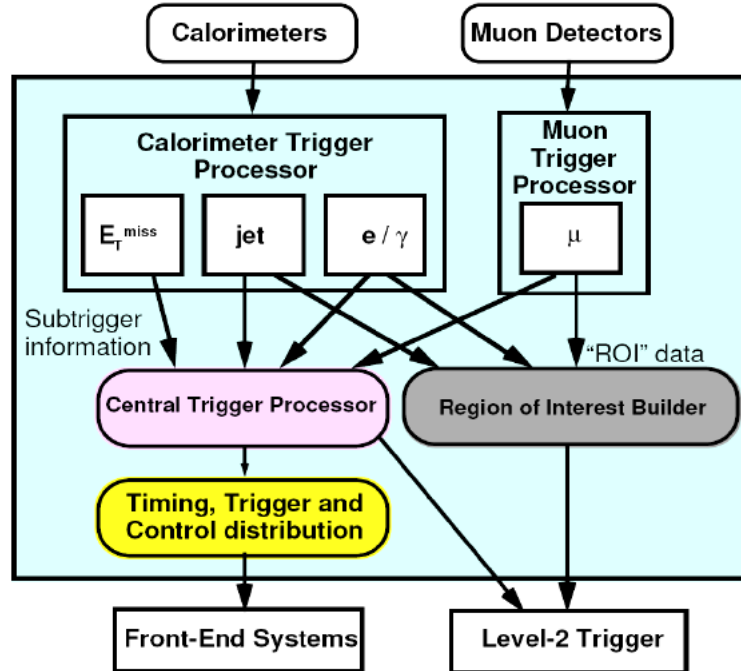 Calorimeters
Muon Detectors
Calorimeter Trigger
Processor
Muon
Trigger
Processor
E_T^miss
jet
e / γ
μ
Subtrigger
information
“ROI” data
Central Trigger Processor
Region of Interest Builder
Timing, Trigger and
Control distribution
Front-End Systems
Level-2 Trigger